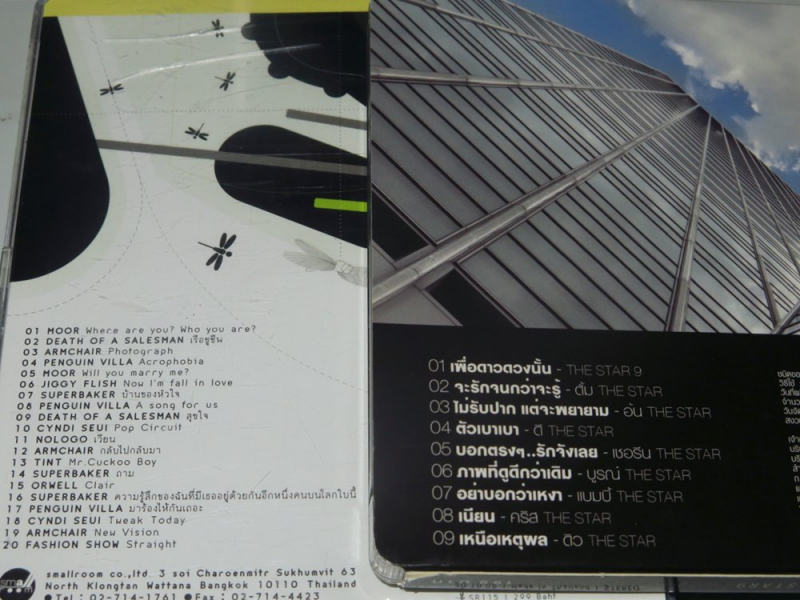 01 MOOR Where are you? Who you are?
02 DEATH OF A SALESMAN เรือชูชีพ
03 ARMCHAIR Photograph
04 PENGUIN VILLA Acrophobia
05 MOOR Will you marry me?
06 JIGGY FLISH Now I'm fall in love
07 SUPERBAKER บ้านของหัวใจ
08 PENGUIN VILLA A song for us
09 DEATH OF A SALESMAN สุขใจ
10 CYNDI SEUI Pop Circuit
11 NOLOGO เวียน
12 ARMCHAIR กลับไปกลับมา
13 TINT Mr.Cuckoo Boy
14 SUPERBAKER ถาม
15 ORWELL Clair
16 SUPERBAKER ความรู้สึกของฉันที่มีเธออยู่ด้วยกันอีกหนึ่งคนบนโลกใบนี้
17 PENGUIN VILLA มาร้องให้กันเถอะ
18 CYNDI SEUI Tweak Today
19 ARMCHAIR New Vision
20 FASHION SHOW Straight
smallroom co.,ltd. 3 soi Charoenmitr Sukhumvit 63
North Klongtan Wattana Bangkok 10110 Thailand
Tel : 02-714-1761 Fax : 02-714-4423
01 เพื่อดาวดวงนั้น - THE STAR 9
02 จะรักจนกว่าจะรู้ - ตั้ม THE STAR
03 ไม่รับปาก แต่จะพยายาม - อ้น THE STAR
04 ตัวเบาเบา - ดี THE STAR
05 บอกตรงๆ..รักจังเลย - เชอรีน THE STAR
06 ภาพที่ดูดีกว่าเดิม - บูรณ์ THE STAR
07 อย่าบอกว่าเหงา - แบมบี้ THE STAR
08 เนียน - คริส THE STAR
09 เหนือเหตุผล - ดิว THE STAR
SR115 | 299 Baht